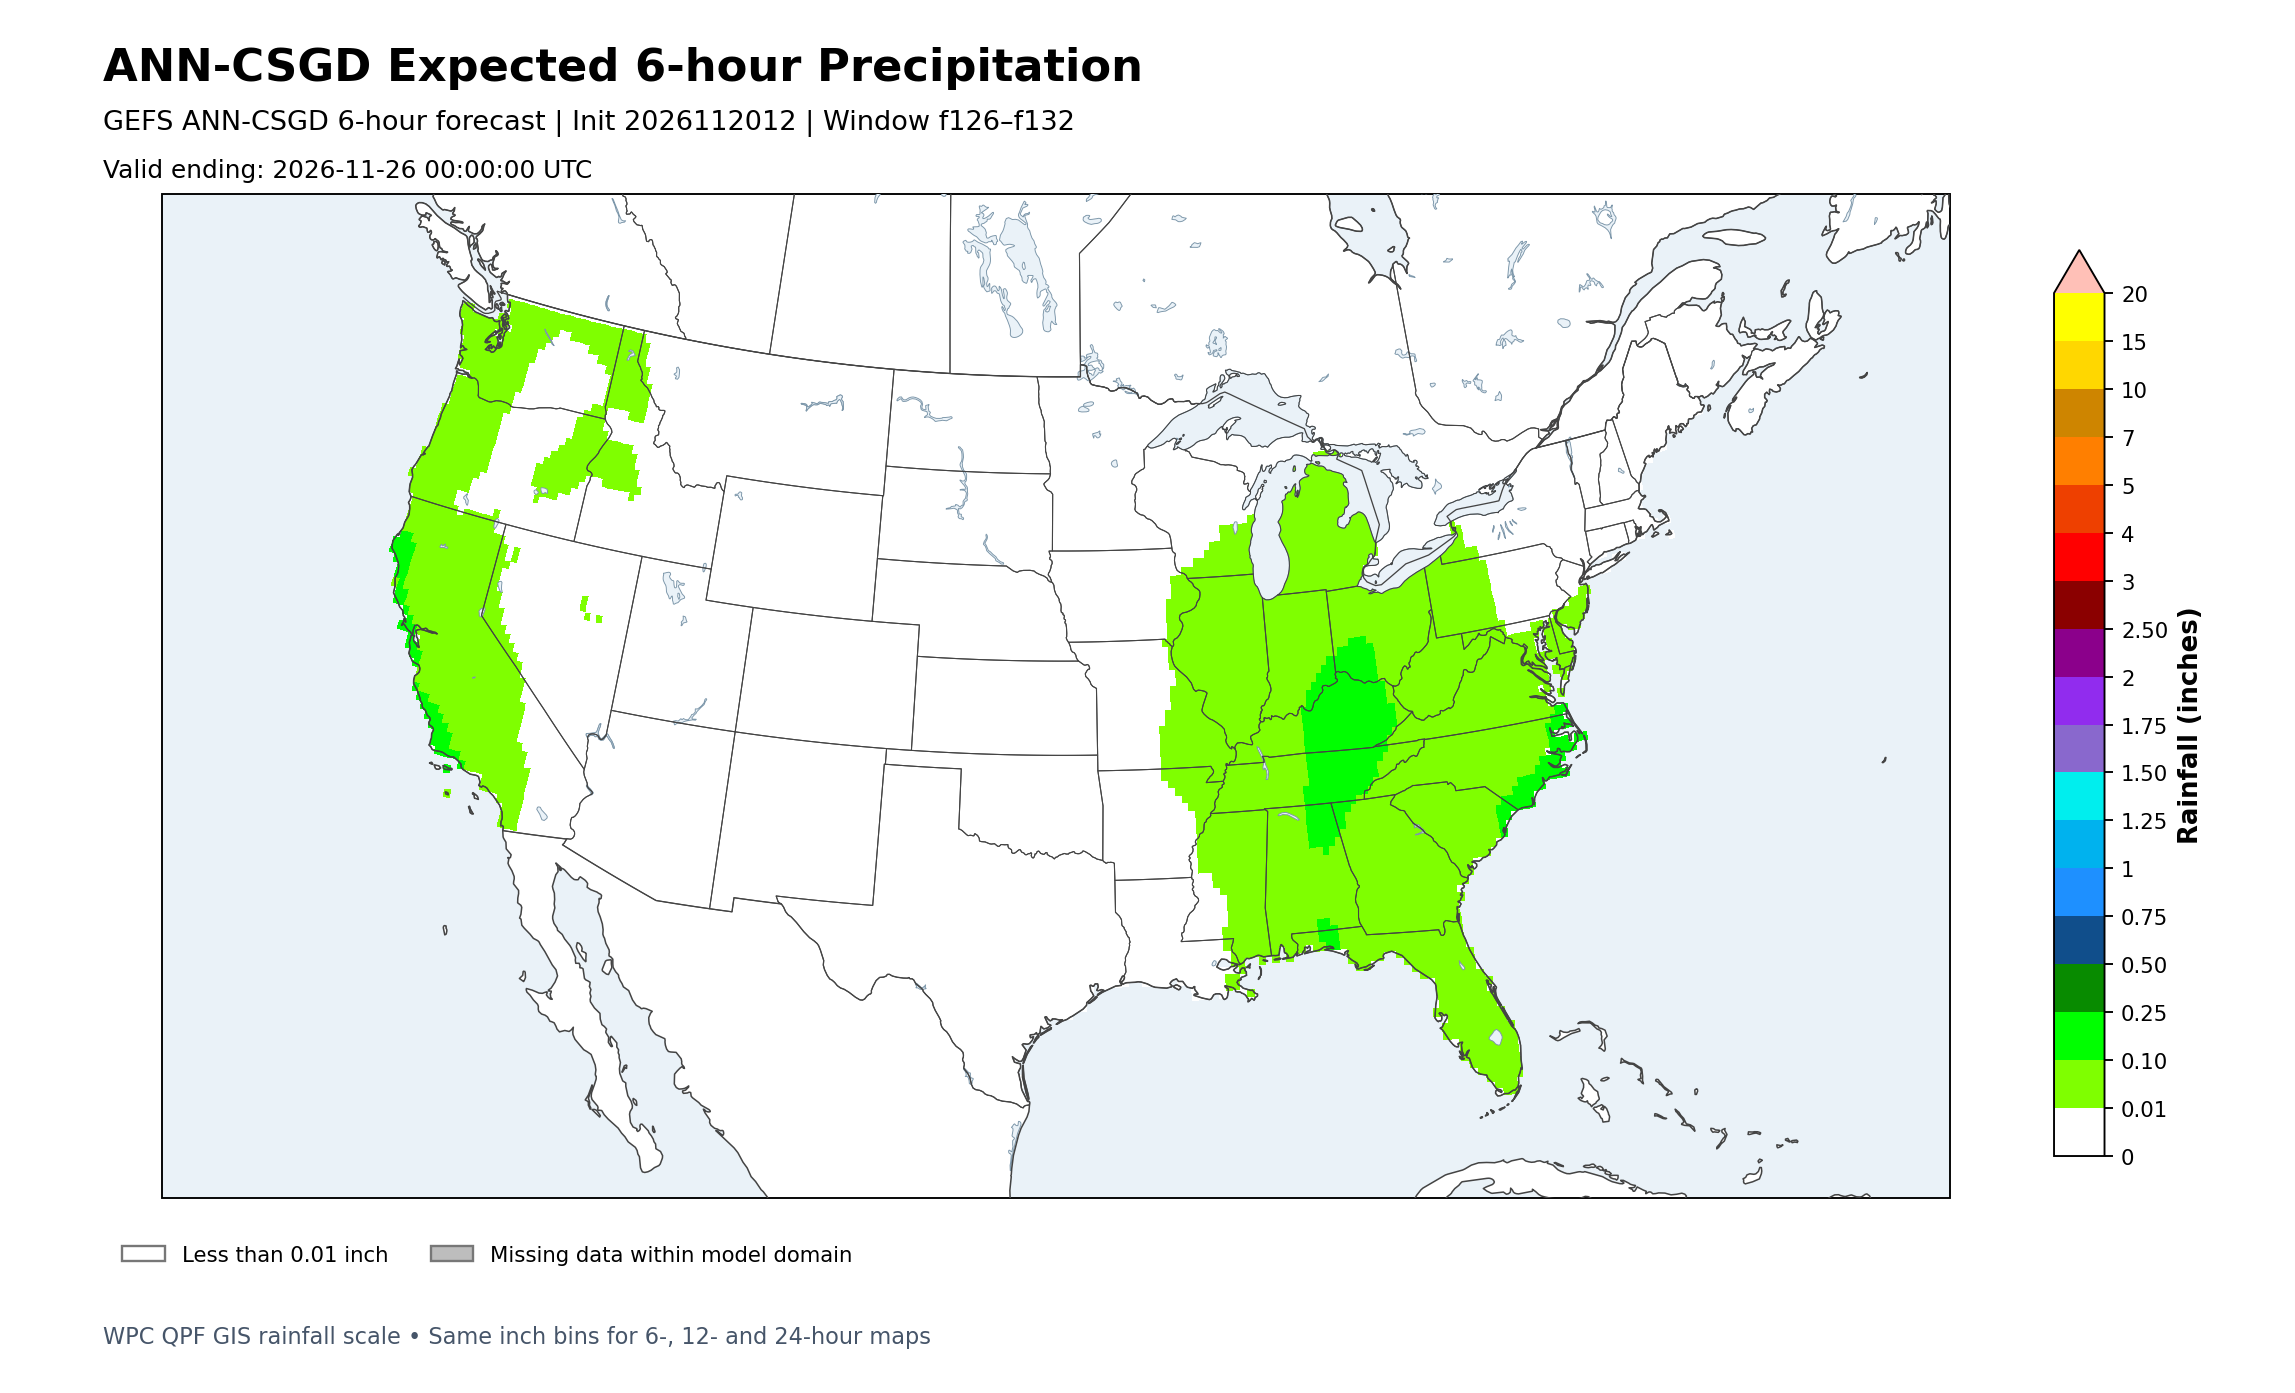 ANN-CSGD Expected 6-hour Precipitation
GEFS ANN-CSGD 6-hour forecast | Init 2026112012 | Window f126–f132
Valid ending: 2026-11-26 00:00:00 UTC
20
15
10
7
5
4
3
2.50
2
1.75
1.50
1.25
1
0.75
0.50
0.25
0.10
0.01
0
Rainfall (inches)
Less than 0.01 inch
Missing data within model domain
WPC QPF GIS rainfall scale • Same inch bins for 6-, 12- and 24-hour maps